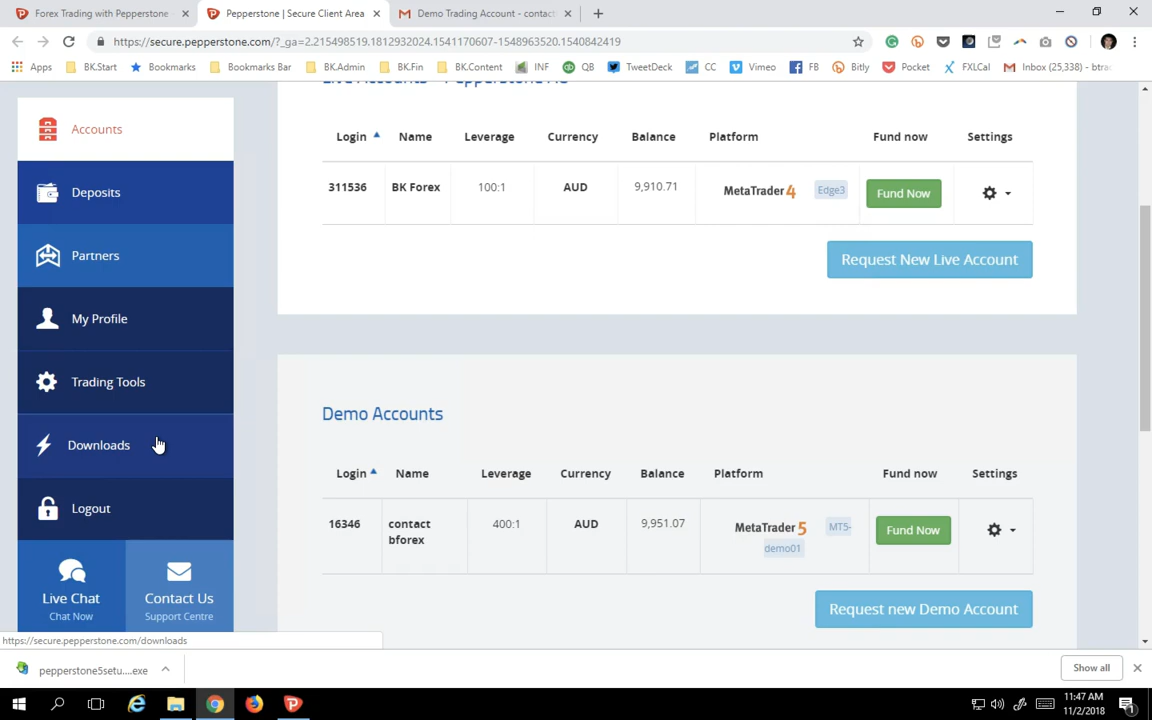 Forex Trading with Pepperstone
Pepperstone | Secure Client Area
Demo Trading Account - contact
https://secure.pepperstone.com/?_ga=2.215498519.1812932024.1541170607-1548963520.1540842419
Apps BK.Start Bookmarks Bookmarks Bar BK.Admin BK.Fin BK.Content INF QB TweetDeck CC Vimeo FB Bitly Pocket FXLCal Inbox (25,338) - btrac
Accounts
Deposits
Partners
My Profile
Trading Tools
Downloads
Logout
Live Chat
Chat Now
Contact Us
Support Centre
Login Name Leverage Currency Balance Platform Fund now Settings
311536 BK Forex 100:1 AUD 9,910.71 MetaTrader 4 Edge3 Fund Now
Request New Live Account
Demo Accounts
Login Name Leverage Currency Balance Platform Fund now Settings
16346 contact bforex 400:1 AUD 9,951.07 MetaTrader 5 MT5-demo01 Fund Now
Request new Demo Account
https://secure.pepperstone.com/downloads
pepperstone5setu....exe
Show all
11:47 AM
11/2/2018
1